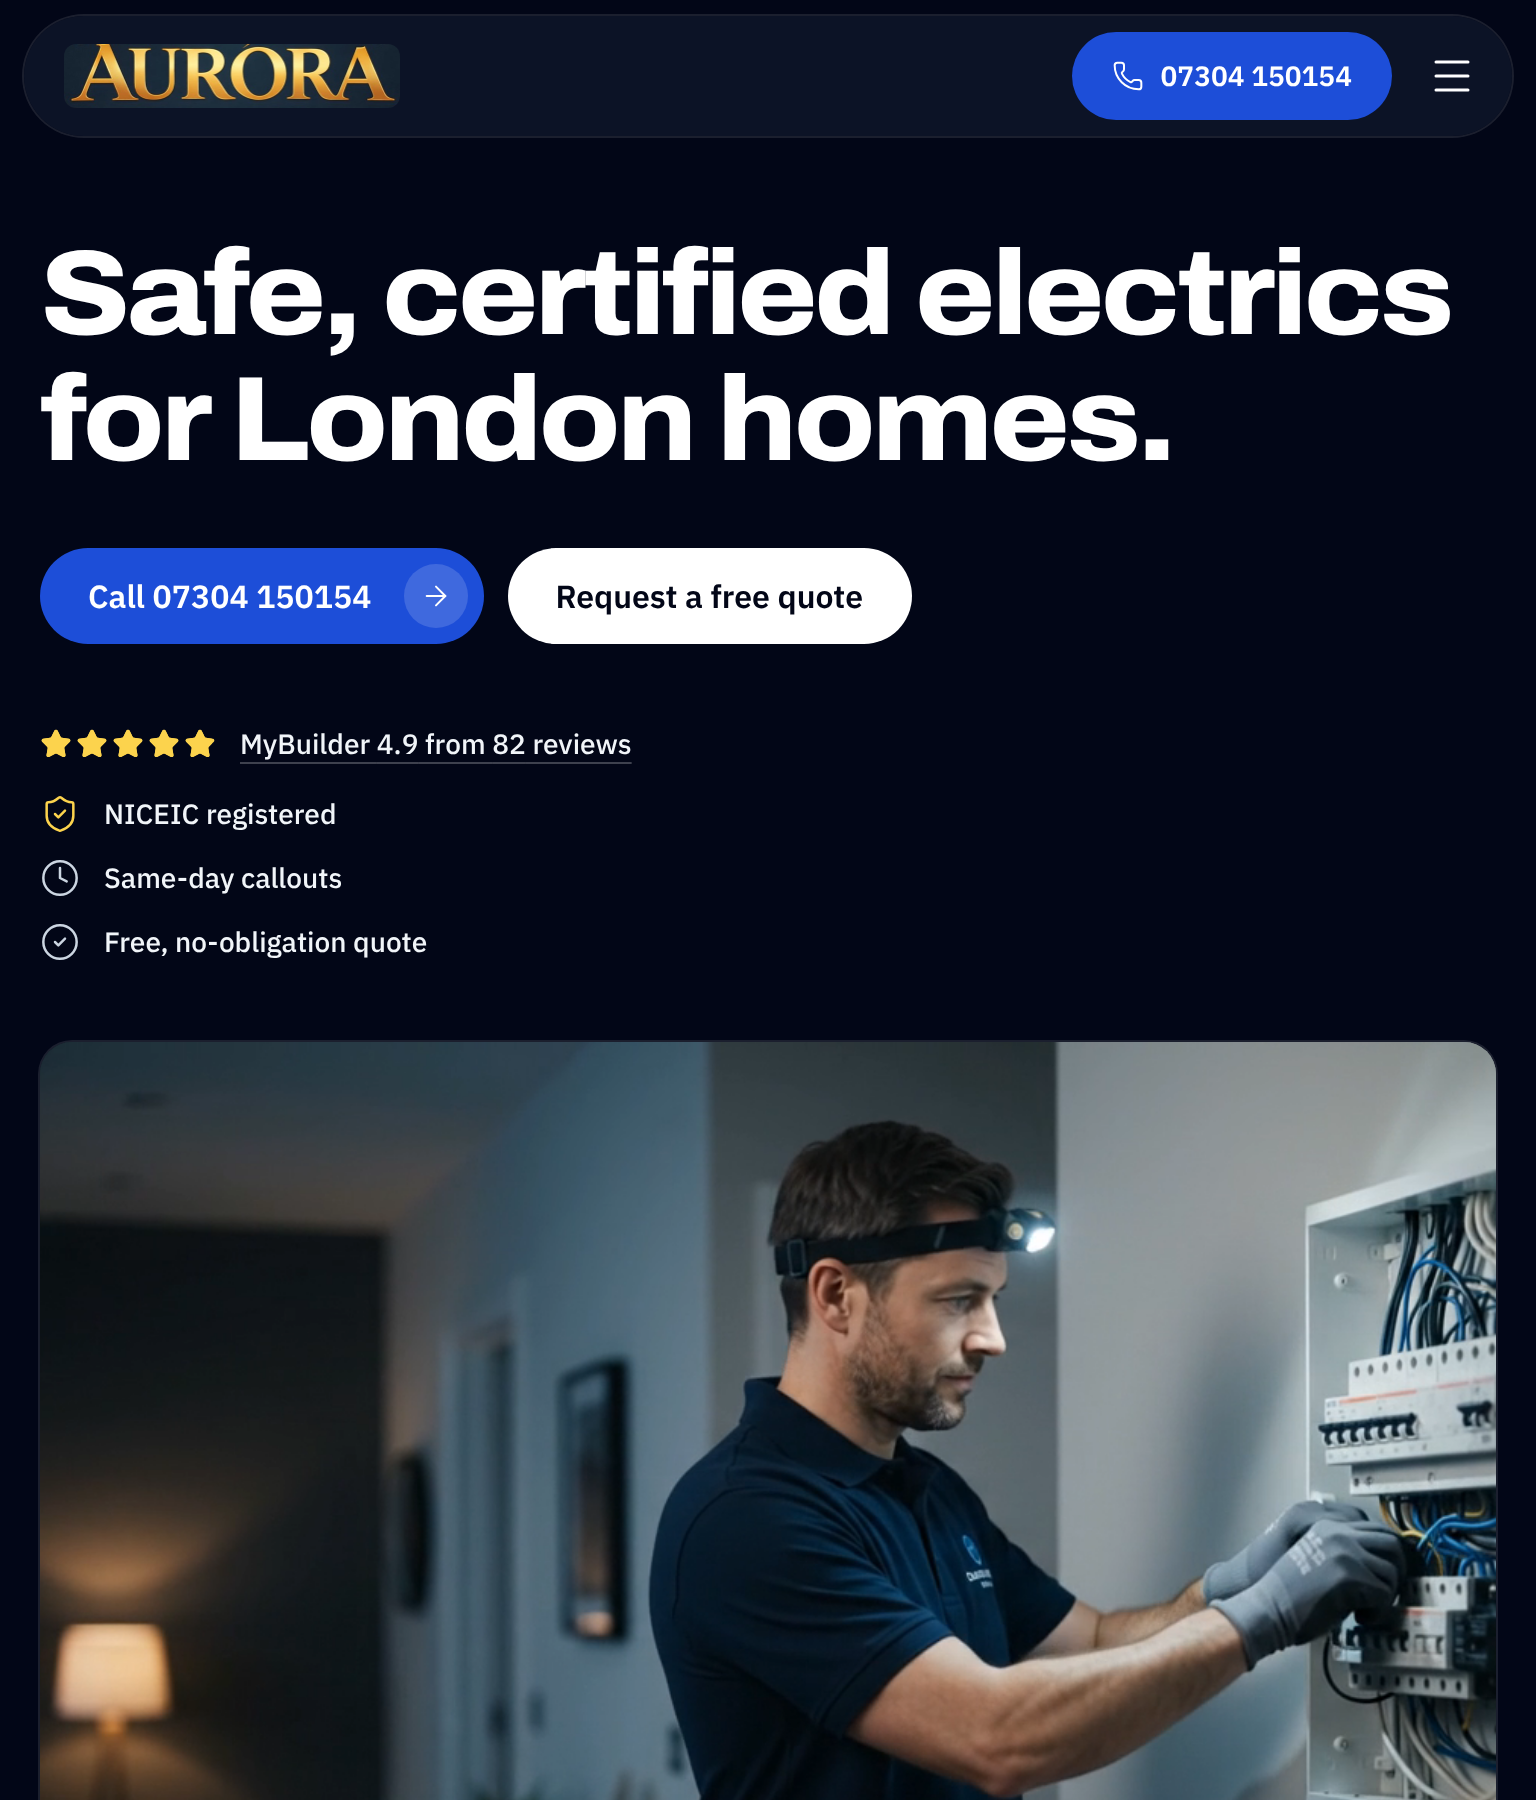 AURORA
07304 150154
Safe, certified electrics
for London homes.
Call 07304 150154
Request a free quote
MyBuilder 4.9 from 82 reviews
NICEIC registered
Same-day callouts
Free, no-obligation quote